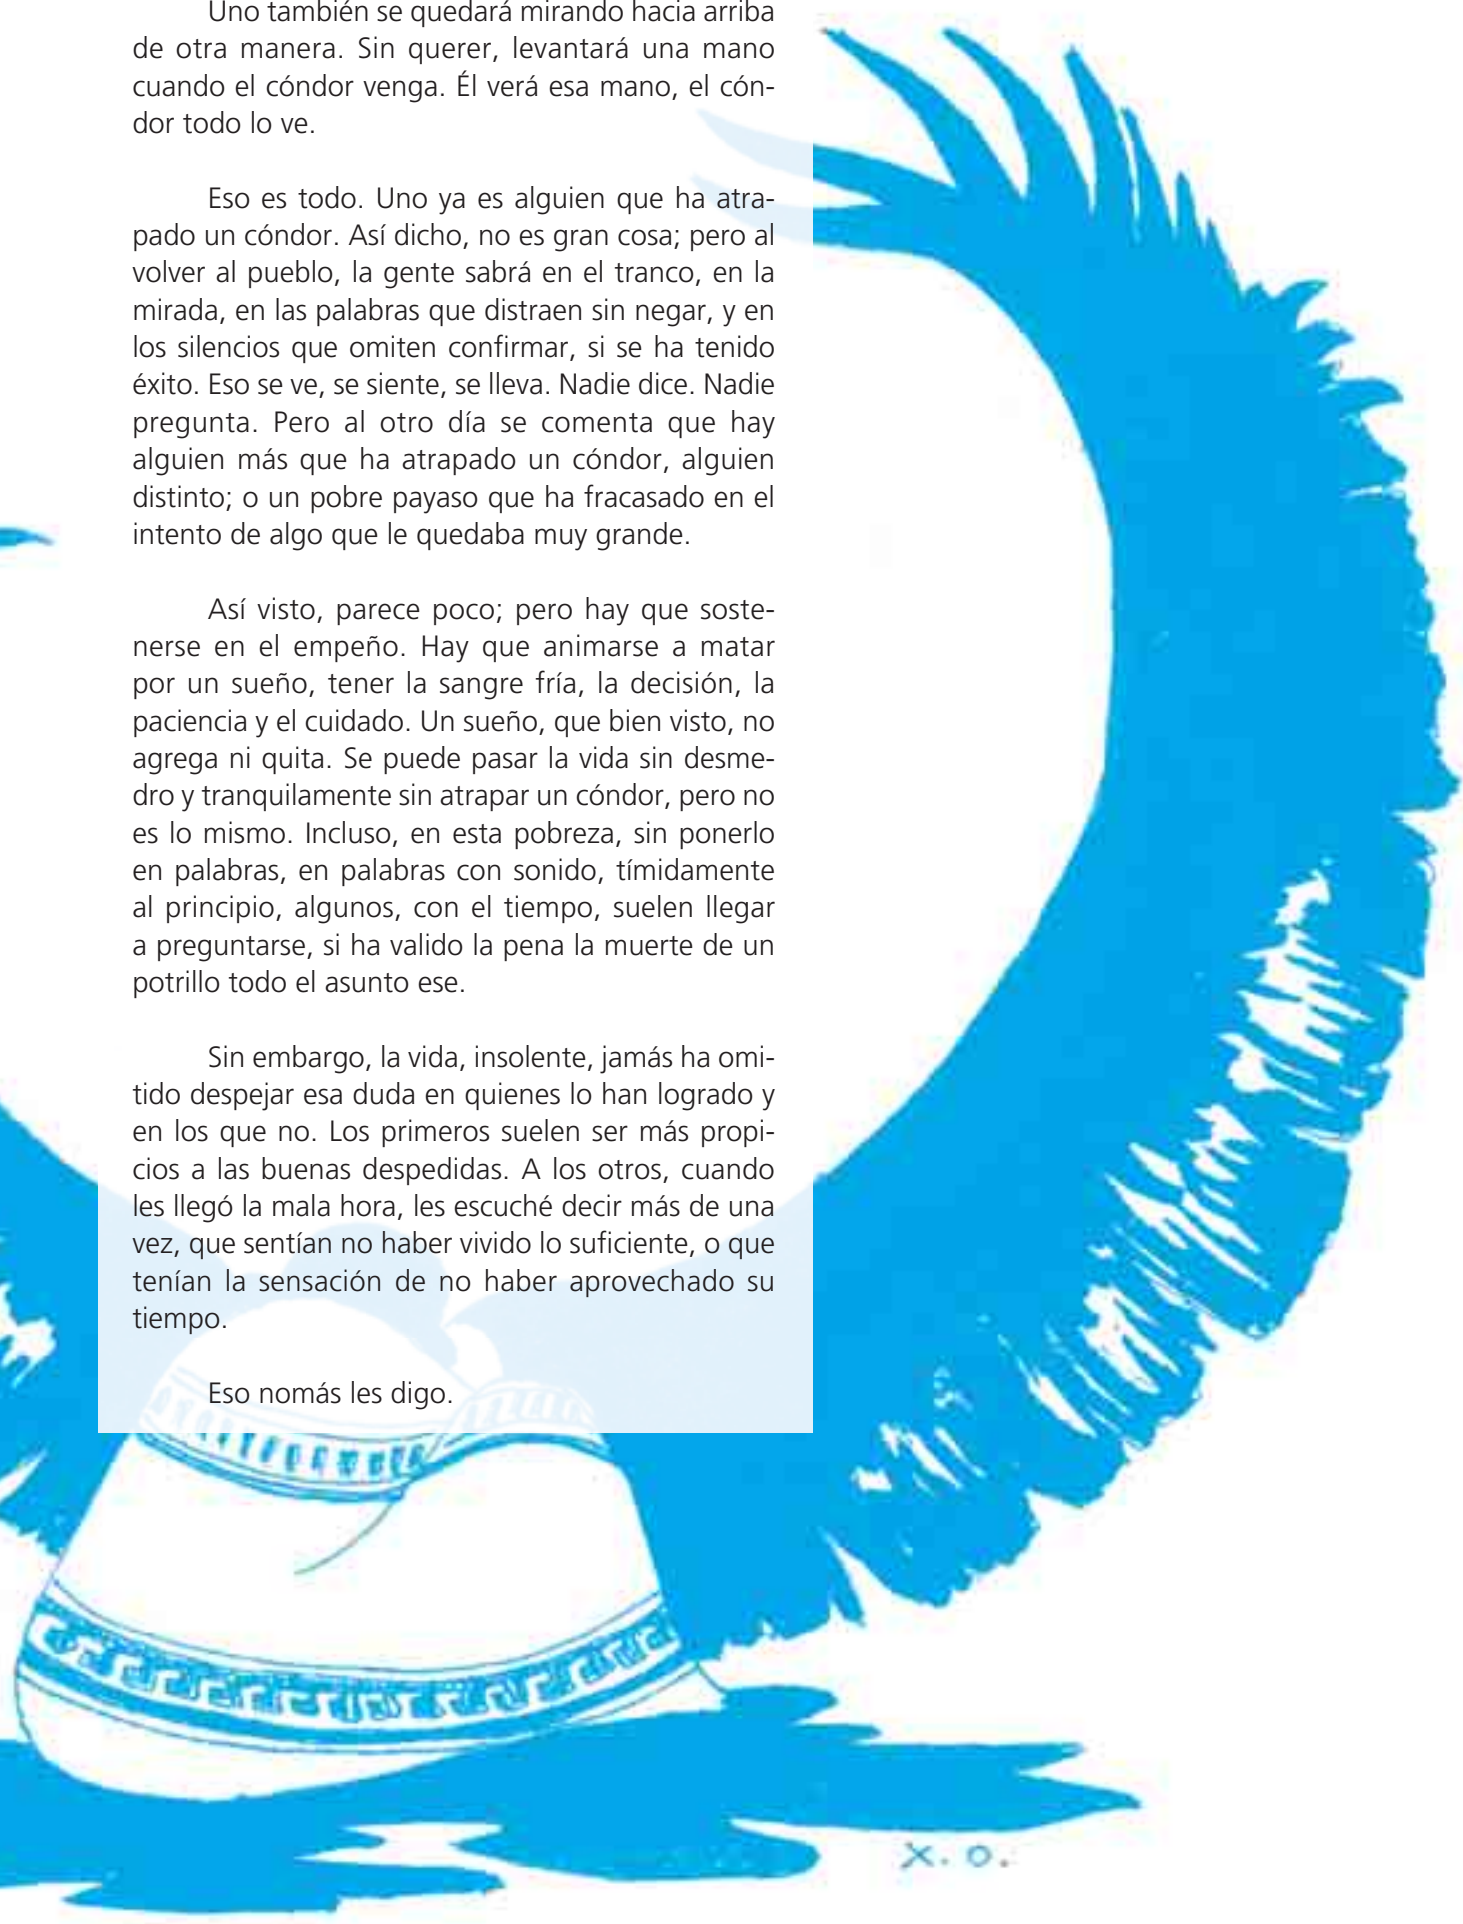 Uno también se quedará mirando hacia arriba
de otra manera. Sin querer, levantará una mano
cuando el cóndor venga. Él verá esa mano, el cón-
dor todo lo ve.
Eso es todo. Uno ya es alguien que ha atra-
pado un cóndor. Así dicho, no es gran cosa; pero al
volver al pueblo, la gente sabrá en el tranco, en la
mirada, en las palabras que distraen sin negar, y en
los silencios que omiten confirmar, si se ha tenido
éxito. Eso se ve, se siente, se lleva. Nadie dice. Nadie
pregunta. Pero al otro día se comenta que hay
alguien más que ha atrapado un cóndor, alguien
distinto; o un pobre payaso que ha fracasado en el
intento de algo que le quedaba muy grande.
Así visto, parece poco; pero hay que soste-
nerse en el empeño. Hay que animarse a matar
por un sueño, tener la sangre fría, la decisión, la
paciencia y el cuidado. Un sueño, que bien visto, no
agrega ni quita. Se puede pasar la vida sin desme-
dro y tranquilamente sin atrapar un cóndor, pero no
es lo mismo. Incluso, en esta pobreza, sin ponerlo
en palabras, en palabras con sonido, tímidamente
al principio, algunos, con el tiempo, suelen llegar
a preguntarse, si ha valido la pena la muerte de un
potrillo todo el asunto ese.
Sin embargo, la vida, insolente, jamás ha omi-
tido despejar esa duda en quienes lo han logrado y
en los que no. Los primeros suelen ser más propi-
cios a las buenas despedidas. A los otros, cuando
les llegó la mala hora, les escuché decir más de una
vez, que sentían no haber vivido lo suficiente, o que
tenían la sensación de no haber aprovechado su
tiempo.
Eso nomás les digo.
X. O.